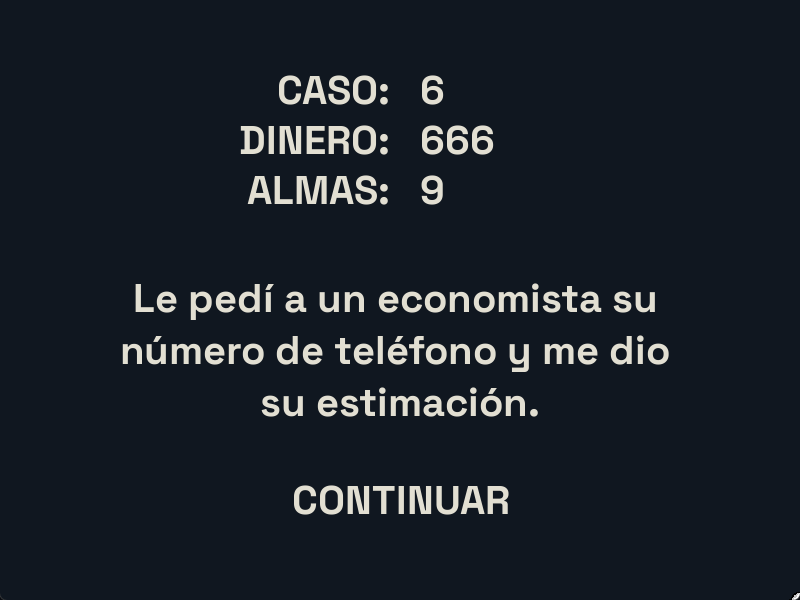 CASO: 6
DINERO: 666
ALMAS: 9
Le pedí a un economista su
número de teléfono y me dio
su estimación.
CONTINUAR